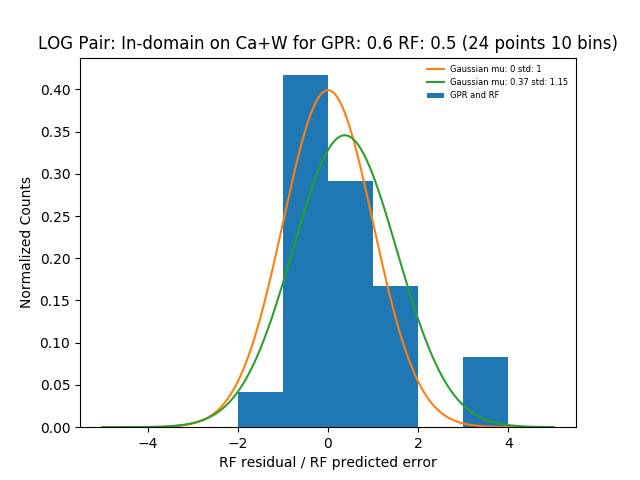 LOG Pair: In-domain on Ca+W for GPR: 0.6 RF: 0.5 (24 points 10 bins)
Gaussian mu: 0 std: 1
Gaussian mu: 0.37 std: 1.15
GPR and RF
Normalized Counts
0.40
0.35
0.30
0.25
0.20
0.15
0.10
0.05
0.00
−4 −2 0 2 4
RF residual / RF predicted error